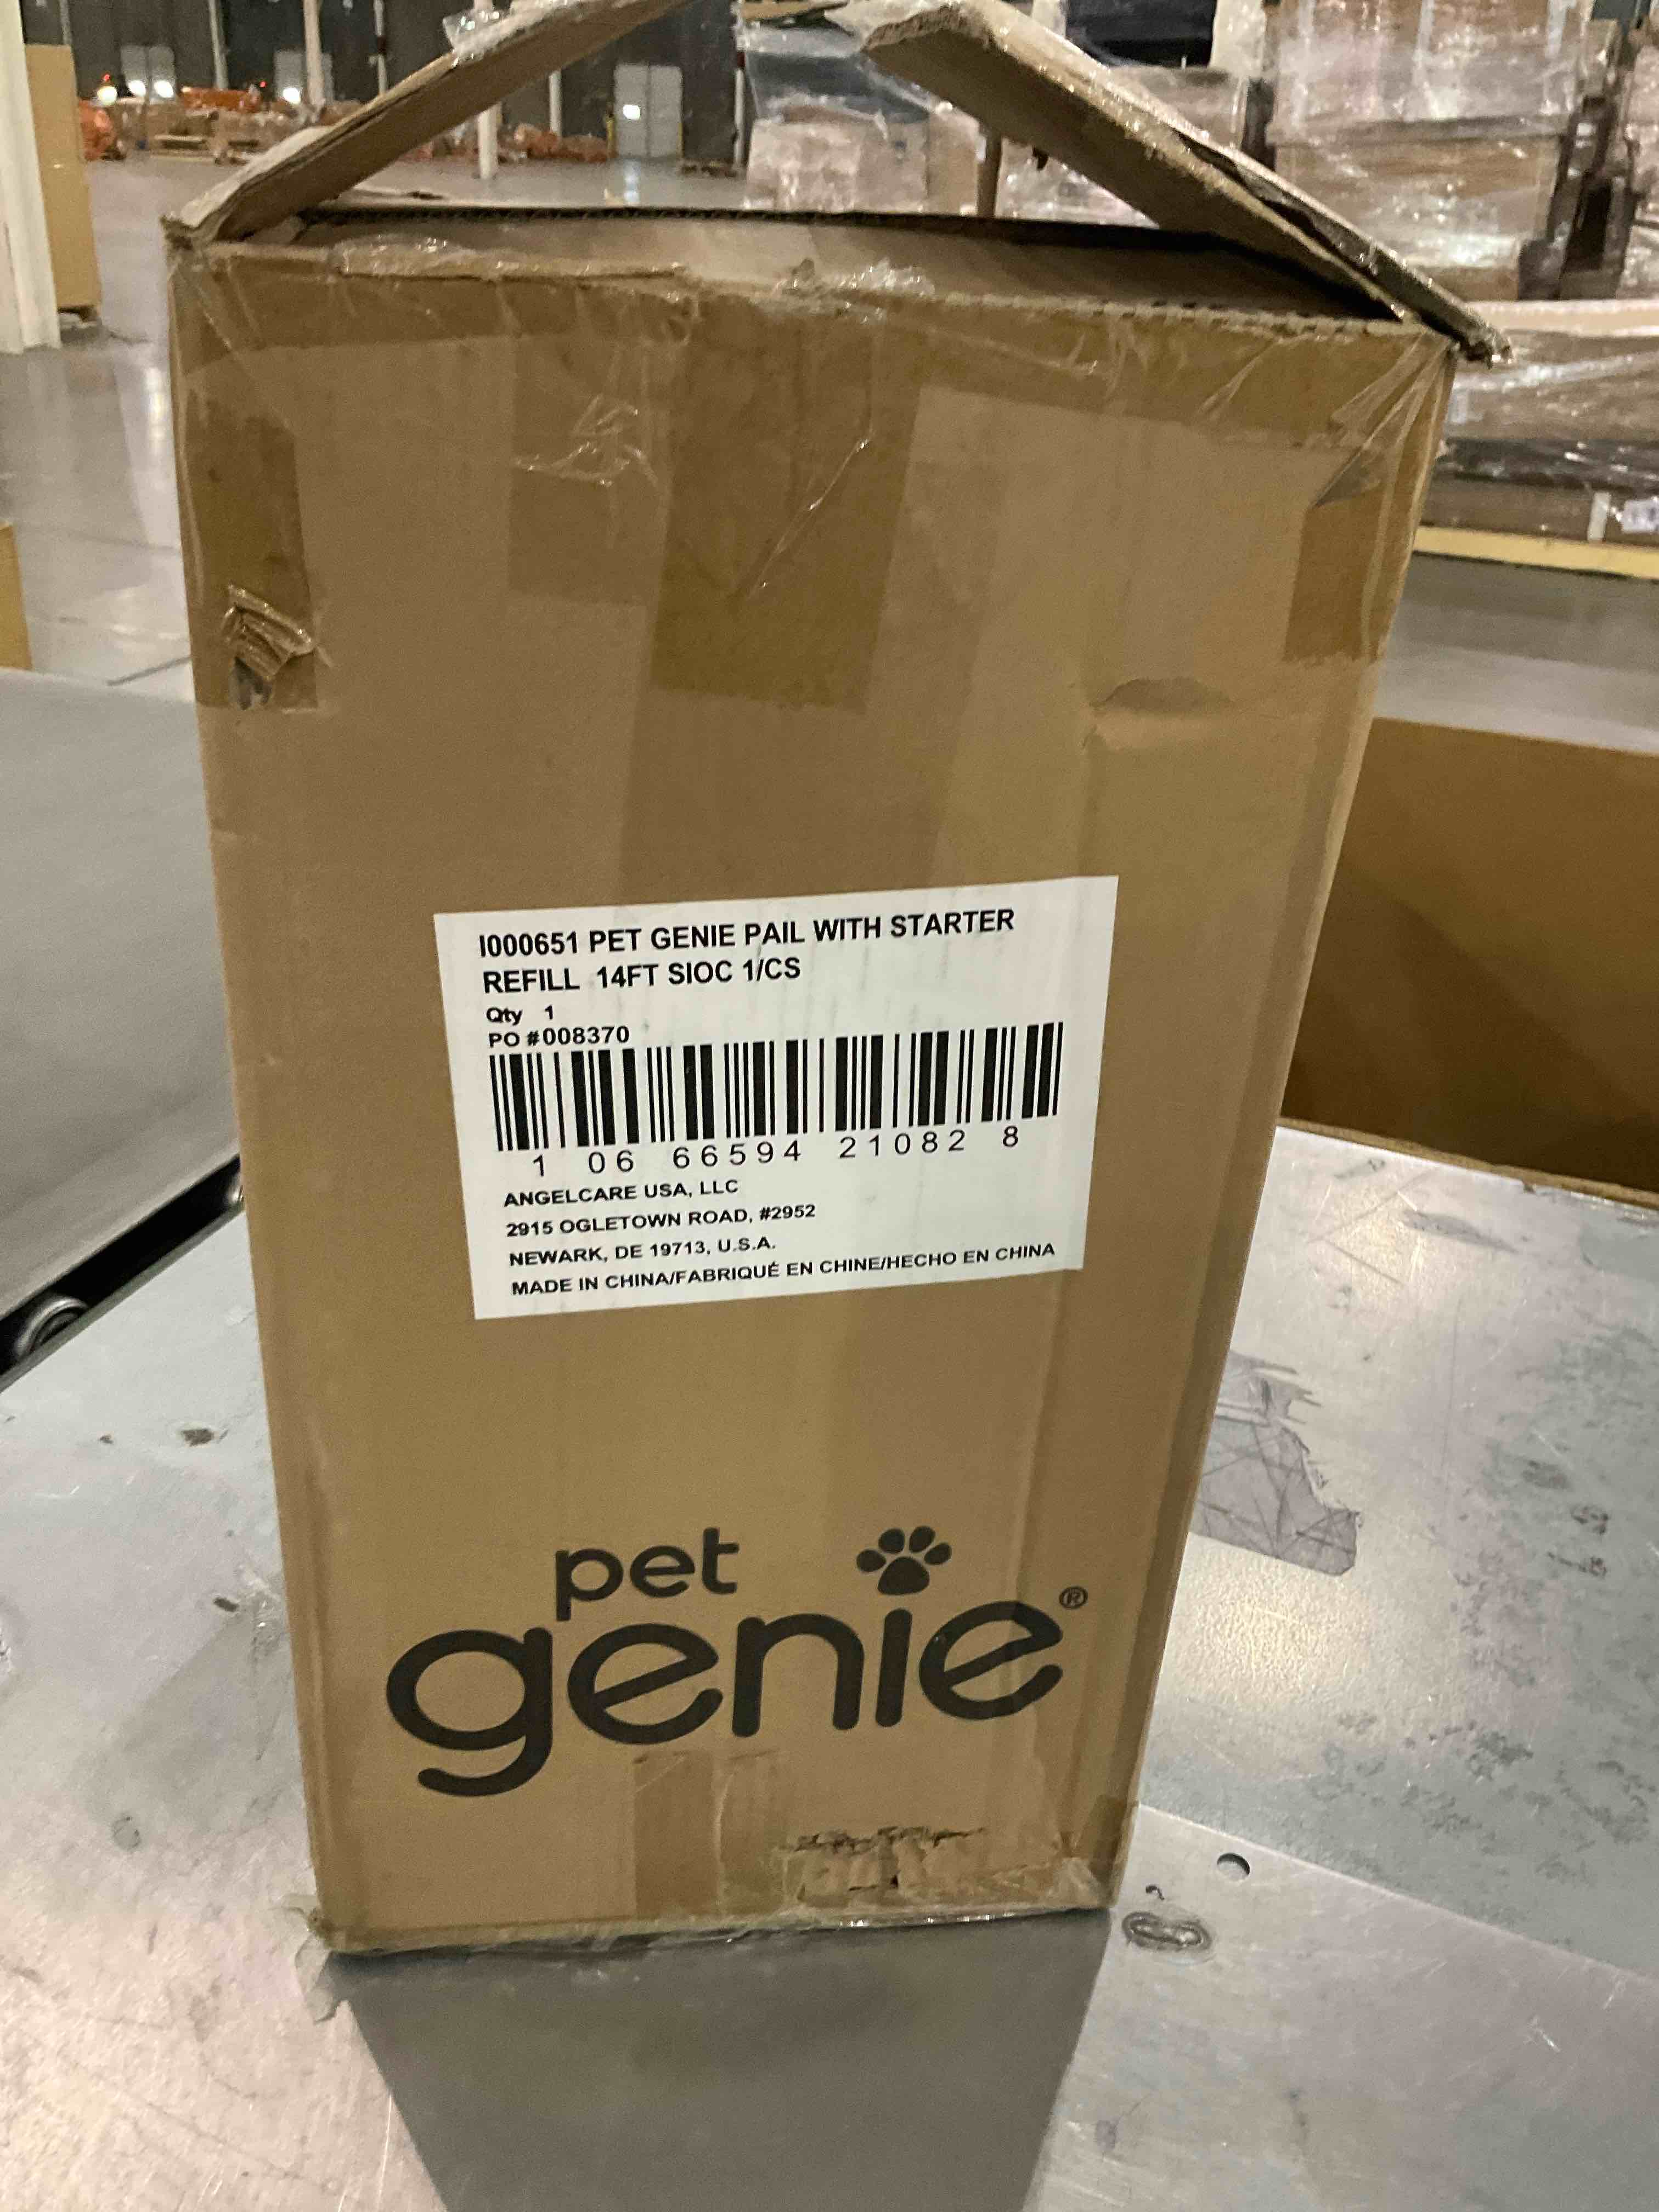 I000651 PET GENIE PAIL WITH STARTER
REFILL 14FT SIOC 1/CS
Qty 1
PO #008370
1 06 66594 21082 8
ANGELCARE USA, LLC
2915 OGLETOWN ROAD, #2952
NEWARK, DE 19713, U.S.A.
MADE IN CHINA/FABRIQUÉ EN CHINE/HECHO EN CHINA
pet
genie®